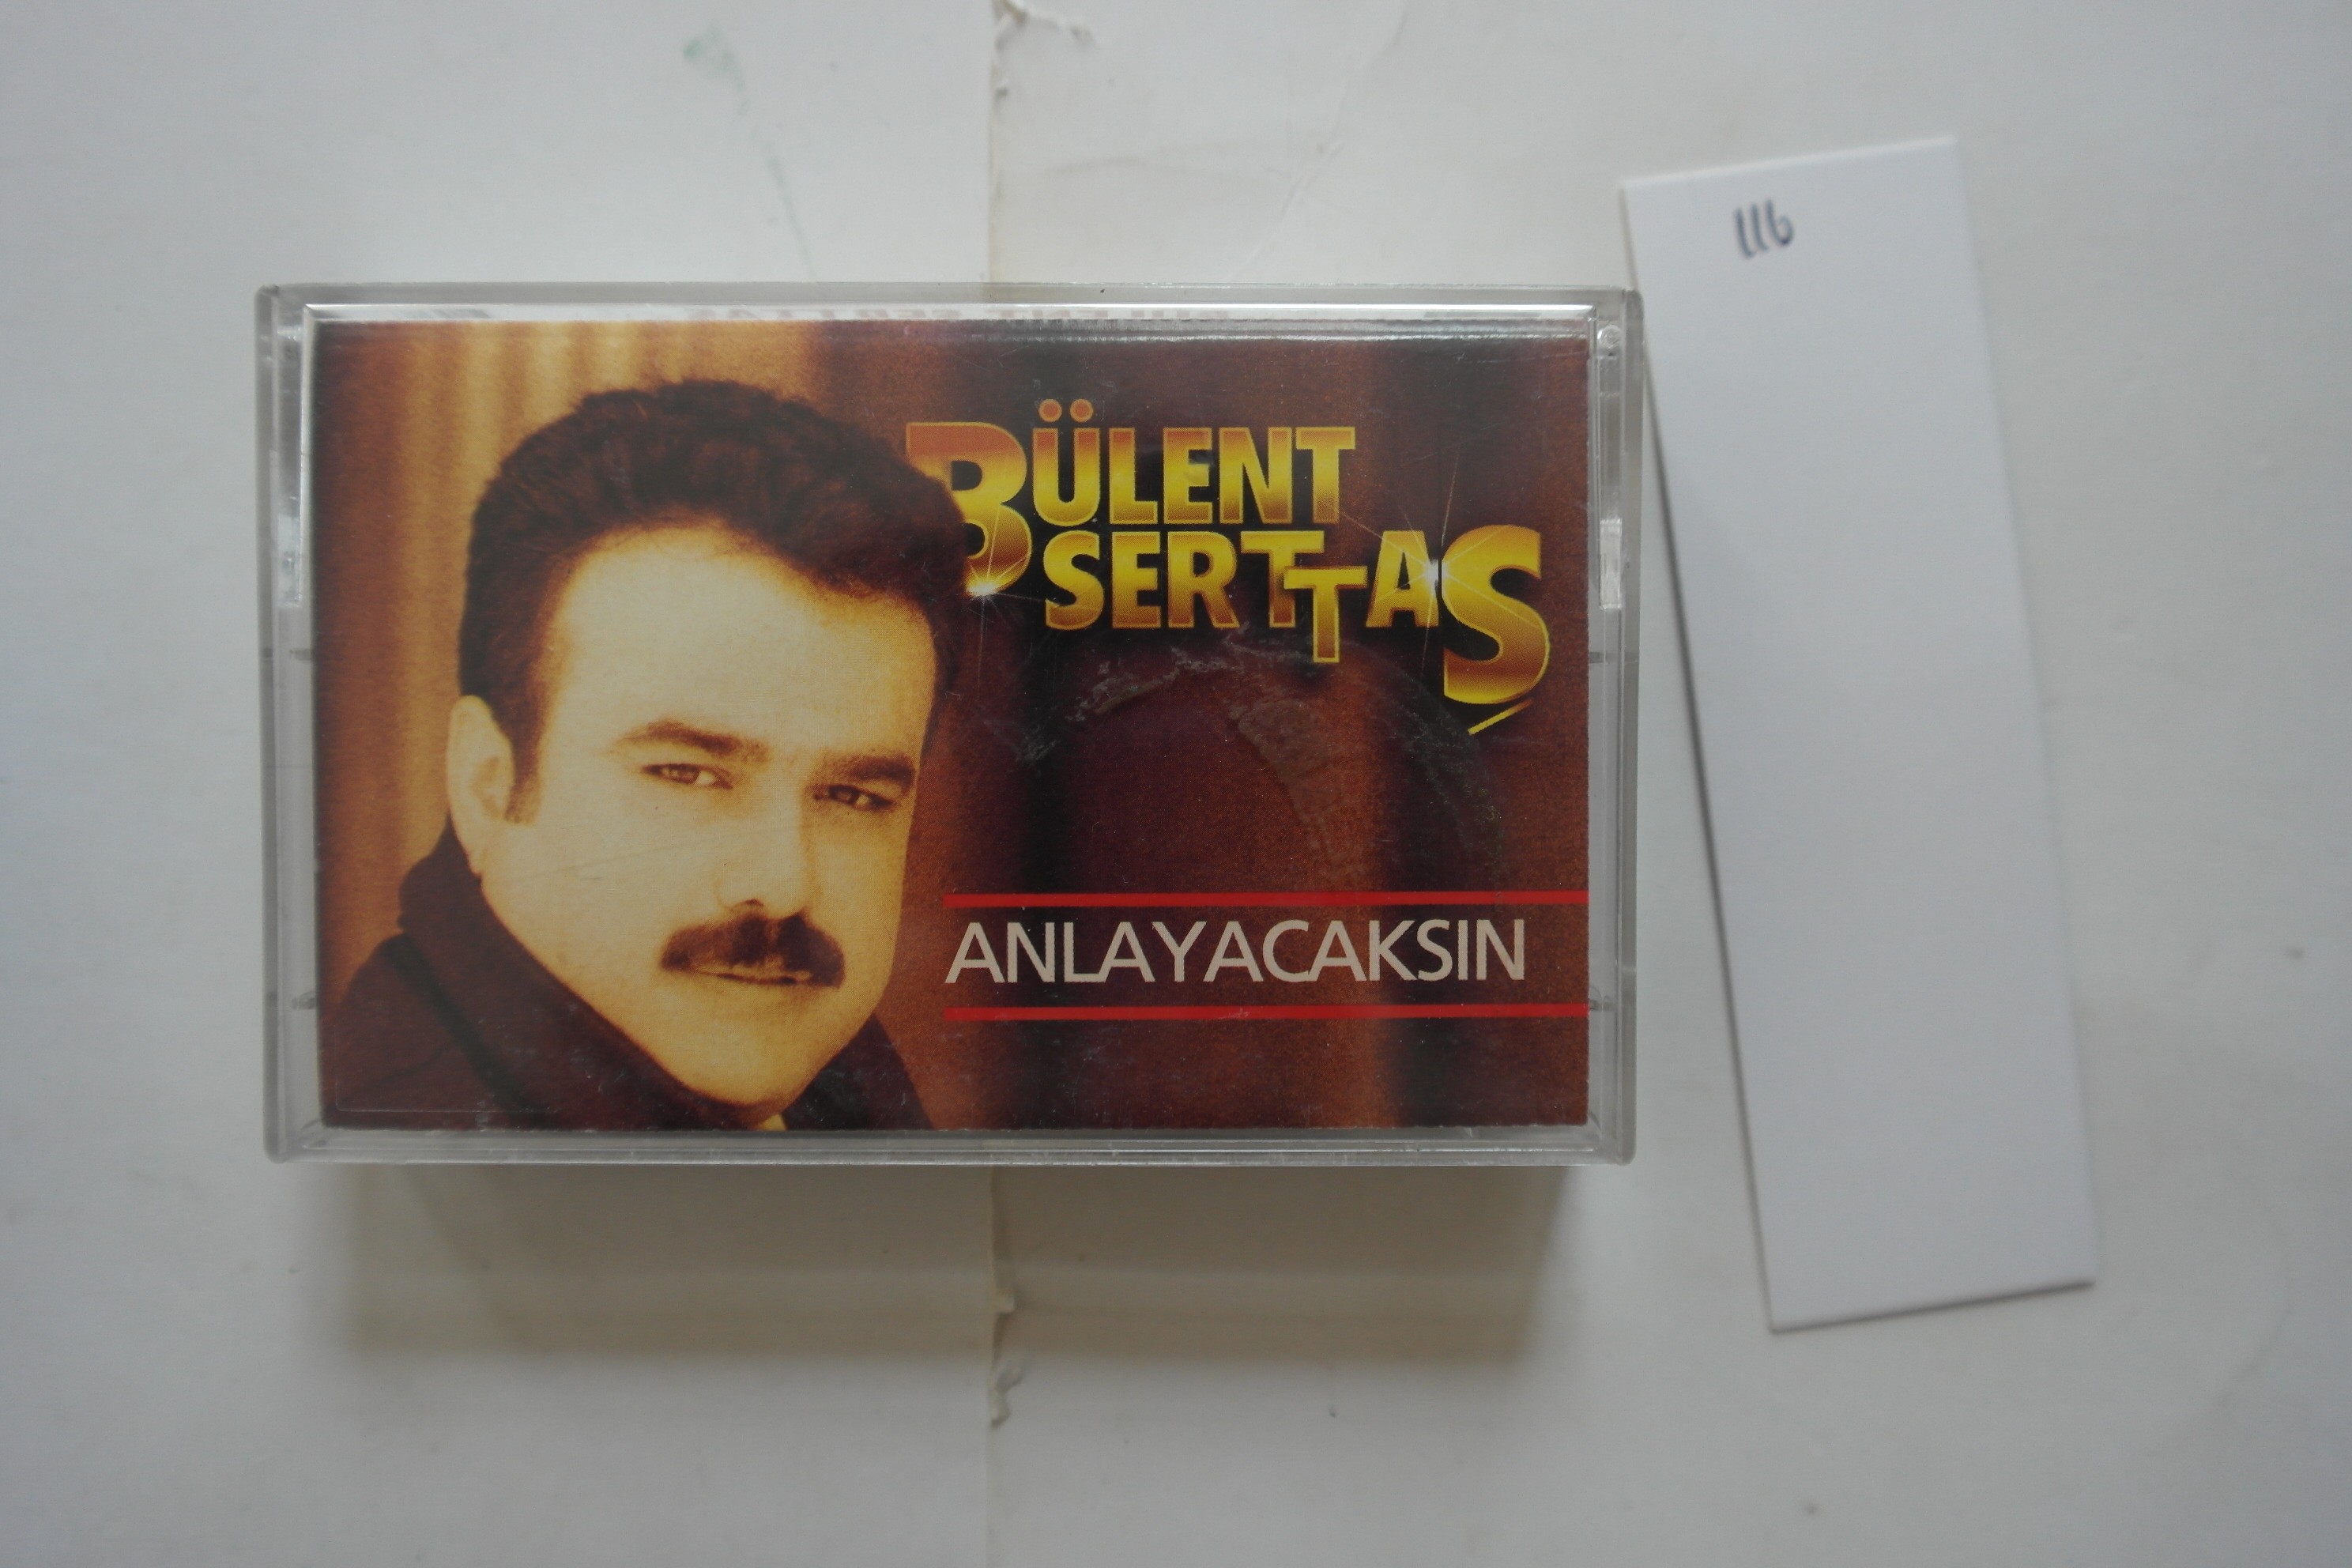 116
BÜLENT
SERTTAŞ
ANLAYACAKSIN